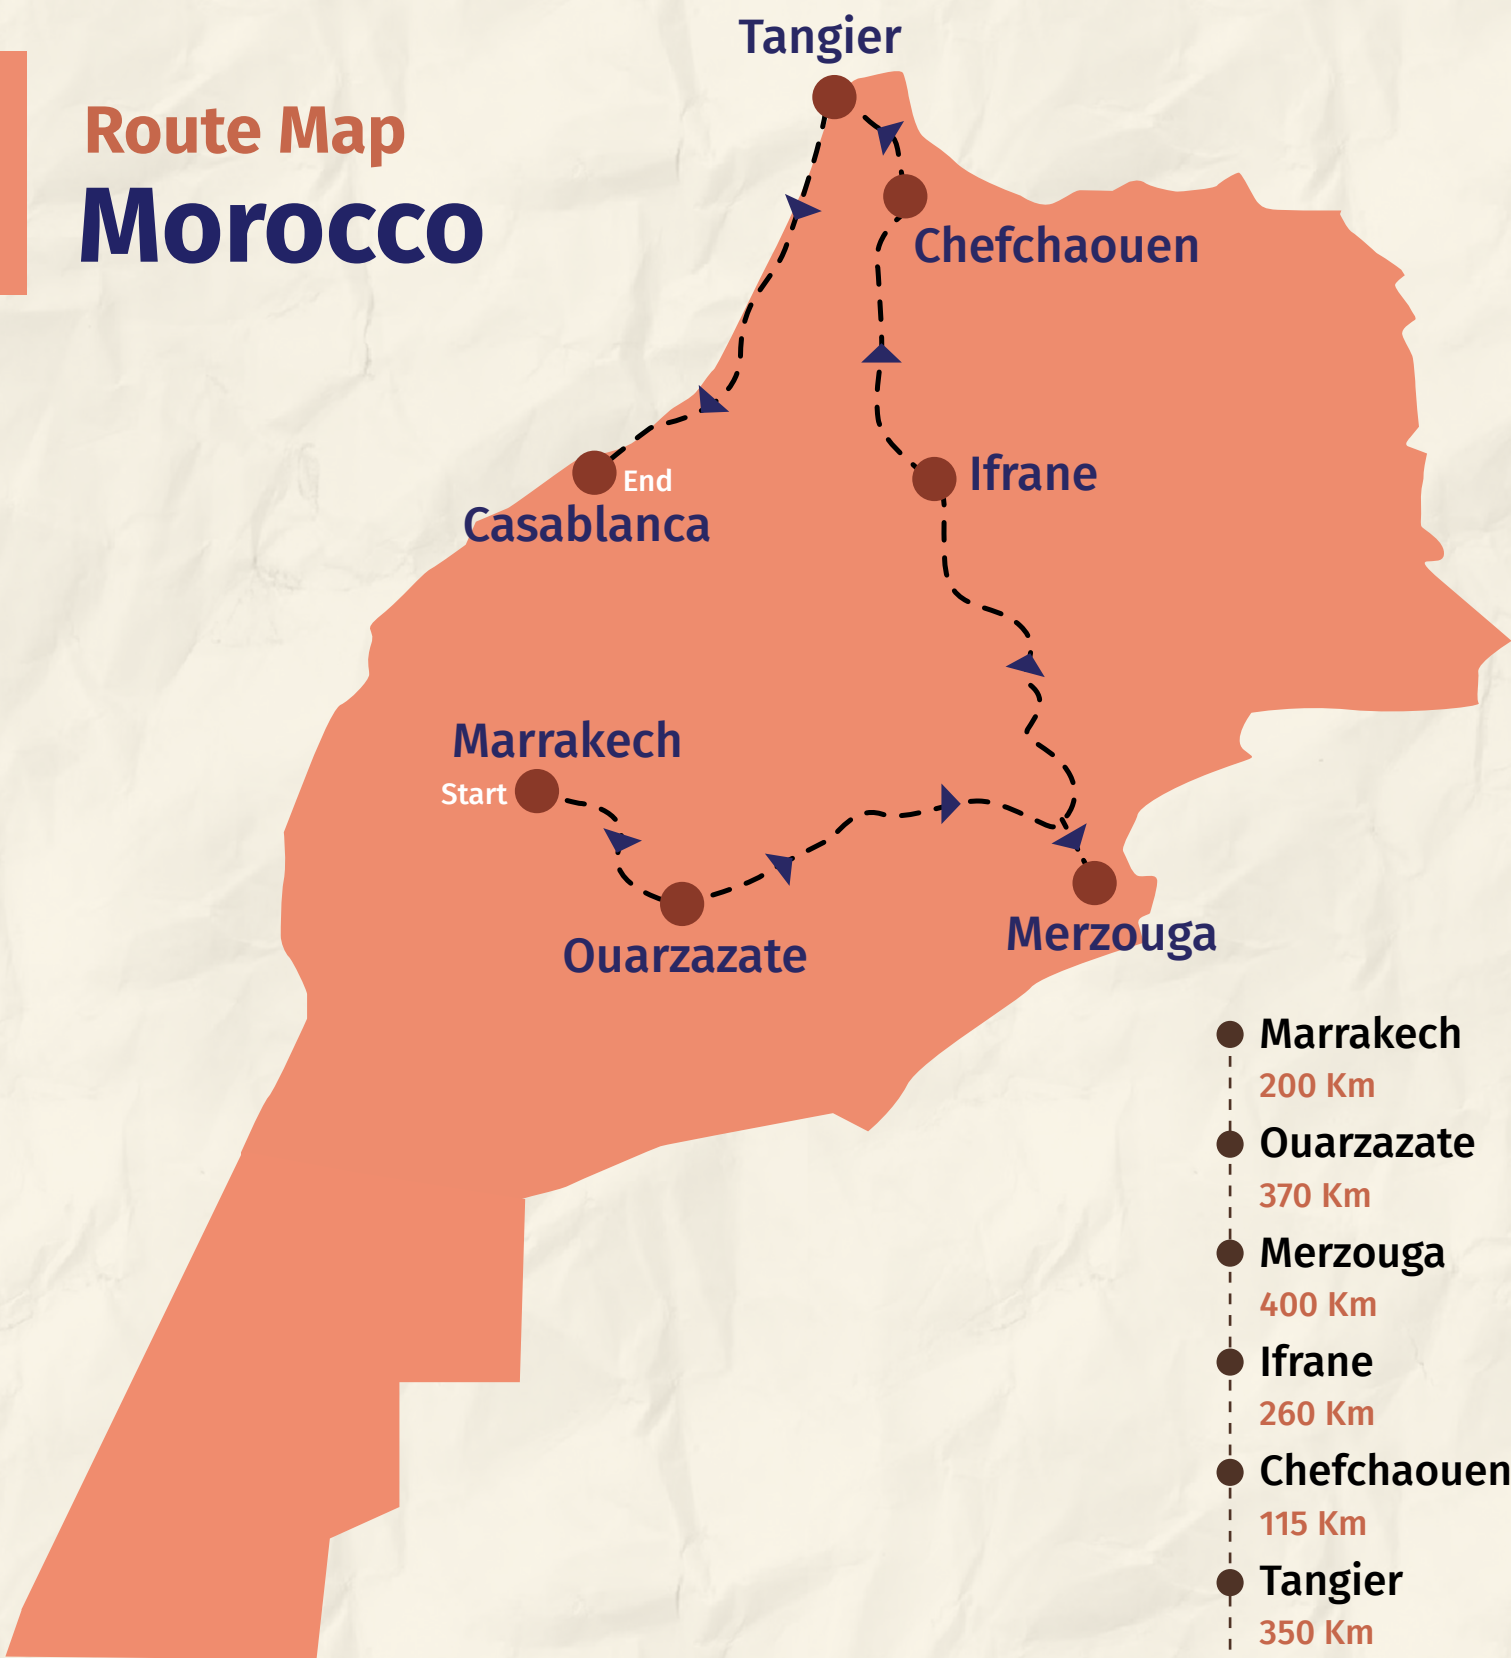 Route Map
Morocco
Tangier
Chefchaouen
Ifrane
End
Casablanca
Marrakech
Start
Ouarzazate
Merzouga
Marrakech
200 Km
Ouarzazate
370 Km
Merzouga
400 Km
Ifrane
260 Km
Chefchaouen
115 Km
Tangier
350 Km